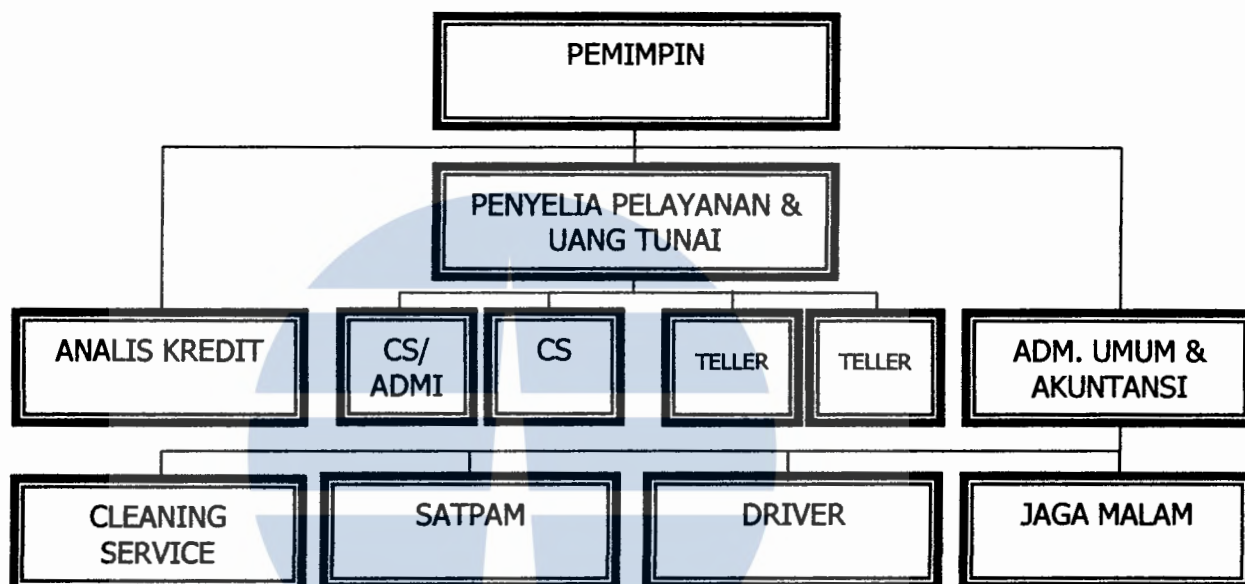 PEMIMPIN
PENYELIA PELAYANAN &
UANG TUNAI
ANALIS KREDIT
CS/
ADMI
CS
TELLER
TELLER
ADM. UMUM &
AKUNTANSI
CLEANING
SERVICE
SATPAM
DRIVER
JAGA MALAM